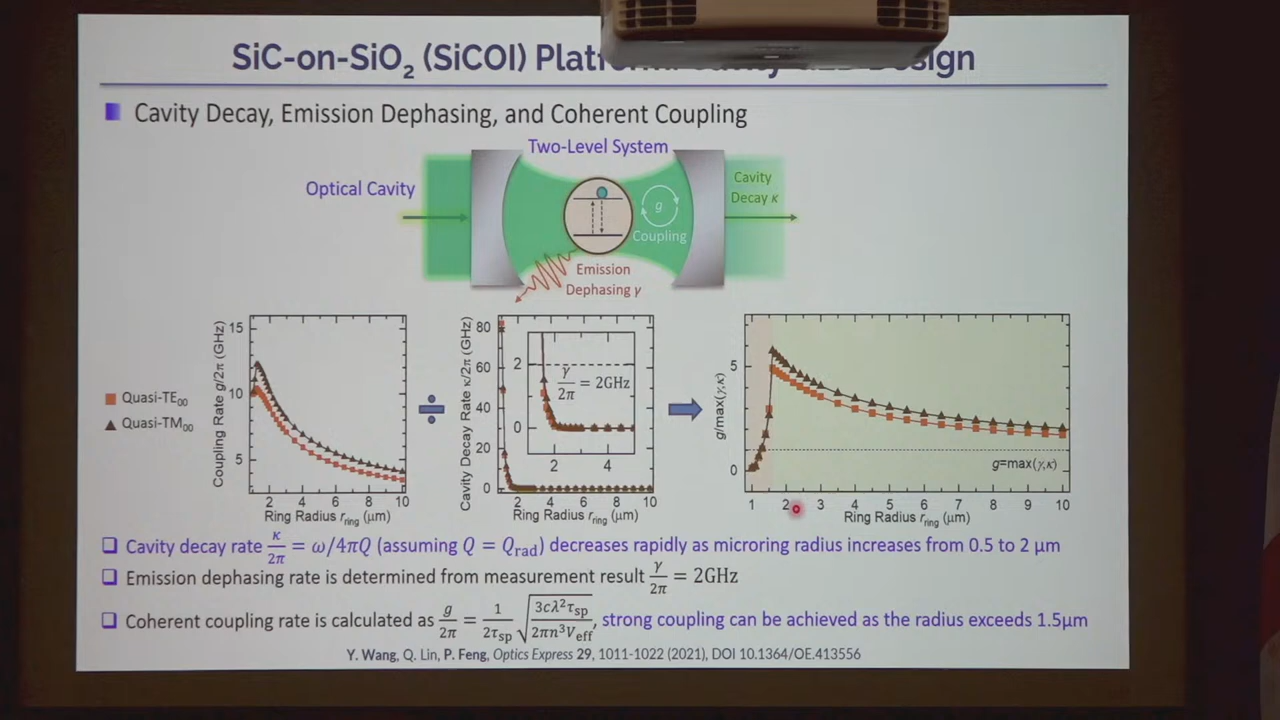 SiC-on-SiO₂ (SiCOI) Design
Cavity Decay, Emission Dephasing, and Coherent Coupling
Two-Level System
Optical Cavity
Cavity
Decay κ
g
Coupling
Emission
Dephasing γ
Quasi-TE₀₀
Quasi-TM₀₀
Coupling Rate g/2π (GHz)
15
10
5
2 4 6 8 10
Ring Radius r_ring (μm)
÷
Cavity Decay Rate κ/2π (GHz)
80
60
40
20
0
2 4 6 8 10
Ring Radius r_ring (μm)
2
0
2 4
γ/2π = 2GHz
g/max(γ,κ)
5
0
g=max(γ,κ)
1 2 3 4 5 6 7 8 9 10
Ring Radius r_ring (μm)
Cavity decay rate κ/2π = ω/4πQ (assuming Q = Q_rad) decreases rapidly as microring radius increases from 0.5 to 2 μm
Emission dephasing rate is determined from measurement result γ/2π = 2GHz
Coherent coupling rate is calculated as g/2π = 1/2τ_sp √(3cλ²τ_sp/2πn³V_eff), strong coupling can be achieved as the radius exceeds 1.5μm
Y. Wang, Q. Lin, P. Feng, Optics Express 29, 1011-1022 (2021), DOI 10.1364/OE.413556